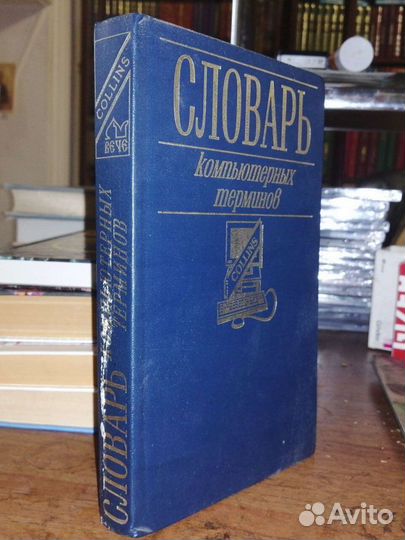 СЛОВАРЬ
компьютерных
терминов
COLLINS
COLLINS
ВЕЧЕ
СЛОВАРЬ
КОМПЬЮТЕРНЫХ
ТЕРМИНОВ
Avito